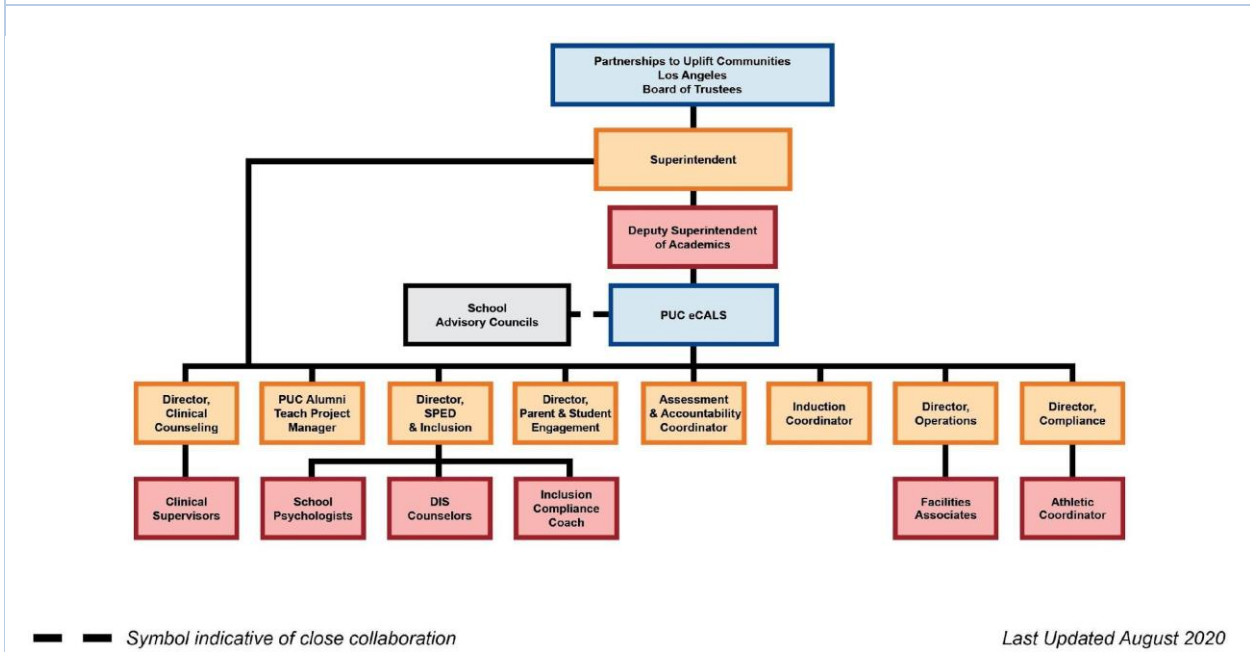 Partnerships to Uplift Communities
Los Angeles
Board of Trustees
Superintendent
Deputy Superintendent
of Academics
School
Advisory Councils
PUC eCALS
Director,
Clinical
Counseling
PUC Alumni
Teach Project
Manager
Director,
SPED
& Inclusion
Director,
Parent & Student
Engagement
Assessment
& Accountability
Coordinator
Induction
Coordinator
Director,
Operations
Director,
Compliance
Clinical
Supervisors
School
Psychologists
DIS
Counselors
Inclusion
Compliance
Coach
Facilities
Associates
Athletic
Coordinator
Symbol indicative of close collaboration
Last Updated August 2020